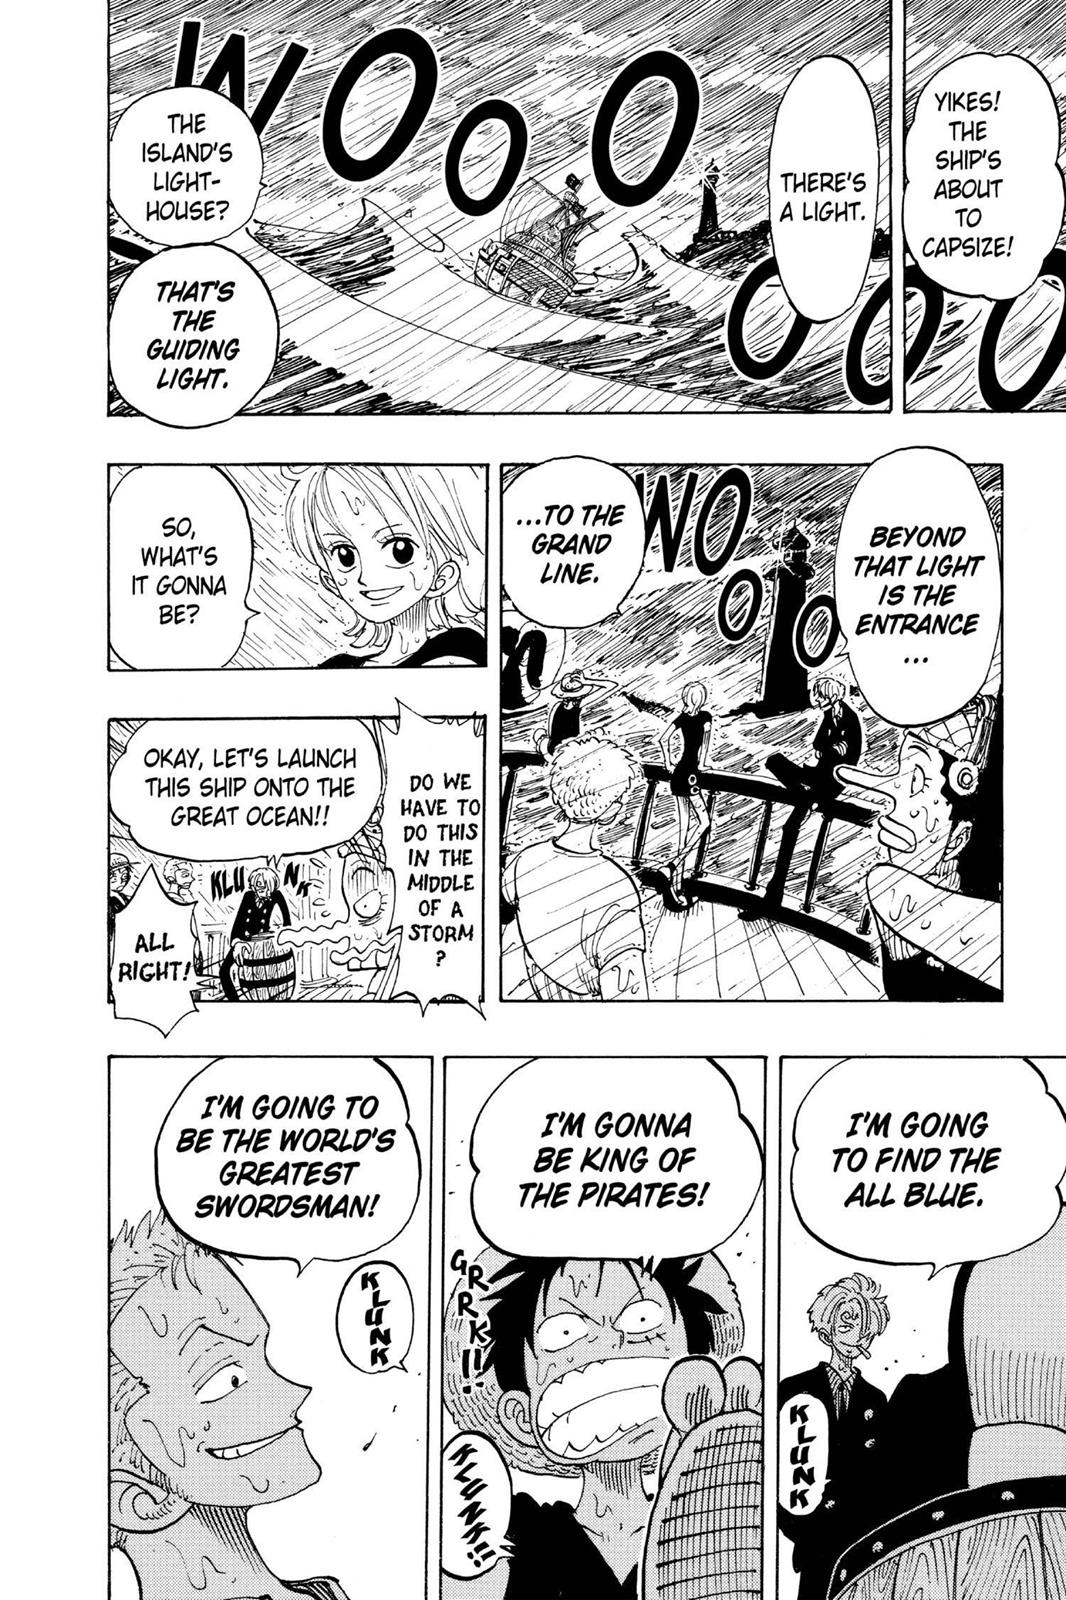 YIKES!
THE
SHIP'S
ABOUT
TO
CAPSIZE!
THERE'S
A LIGHT.
WOOO
OOO
THE
ISLAND'S
LIGHT-
HOUSE?
THAT'S
THE
GUIDING
LIGHT.
BEYOND
THAT LIGHT
IS THE
ENTRANCE
...
WOOO
...TO THE
GRAND
LINE.
SO,
WHAT'S
IT GONNA
BE?
DO WE
HAVE TO
DO THIS
IN THE
MIDDLE
OF A
STORM
?
OKAY, LET'S LAUNCH
THIS SHIP ONTO THE
GREAT OCEAN!!
KLUNK
ALL
RIGHT!
I'M GOING
TO FIND THE
ALL BLUE.
KLUNK
I'M GONNA
BE KING OF
THE PIRATES!
GRRK!!
KLUNK!!
I'M GOING TO
BE THE WORLD'S
GREATEST
SWORDSMAN!
KLUNK